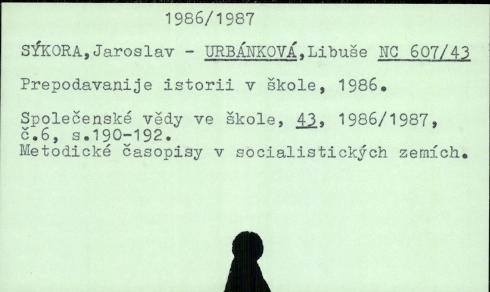 1986/1987
SÝKORA,Jaroslav - URBÁNKOVÁ,Libuše NC 607/43
Prepodavanije istorii v škole, 1986.
Společenské vědy ve škole, 43, 1986/1987,
č.6, s.190-192.
Metodické časopisy v socialistických zemích.